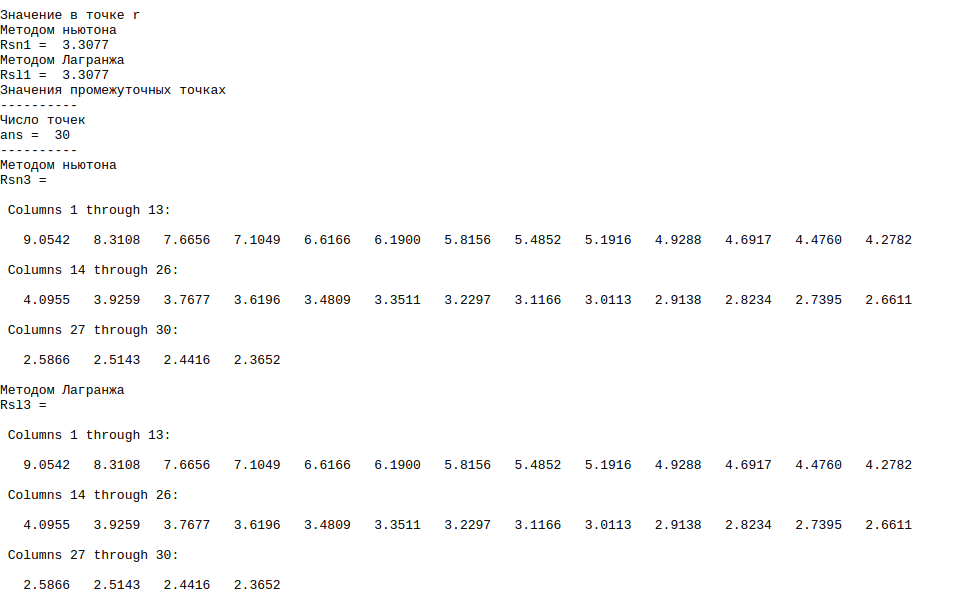 Значение в точке r
Методом ньютона
Rsn1 =  3.3077
Методом Лагранжа
Rsl1 =  3.3077
Значения промежуточных точках
----------
Число точек
ans =  30
----------
Методом ньютона
Rsn3 =
Columns 1 through 13:
9.0542   8.3108   7.6656   7.1049   6.6166   6.1900   5.8156   5.4852   5.1916   4.9288   4.6917   4.4760   4.2782
Columns 14 through 26:
4.0955   3.9259   3.7677   3.6196   3.4809   3.3511   3.2297   3.1166   3.0113   2.9138   2.8234   2.7395   2.6611
Columns 27 through 30:
2.5866   2.5143   2.4416   2.3652
Методом Лагранжа
Rsl3 =
Columns 1 through 13:
9.0542   8.3108   7.6656   7.1049   6.6166   6.1900   5.8156   5.4852   5.1916   4.9288   4.6917   4.4760   4.2782
Columns 14 through 26:
4.0955   3.9259   3.7677   3.6196   3.4809   3.3511   3.2297   3.1166   3.0113   2.9138   2.8234   2.7395   2.6611
Columns 27 through 30:
2.5866   2.5143   2.4416   2.3652